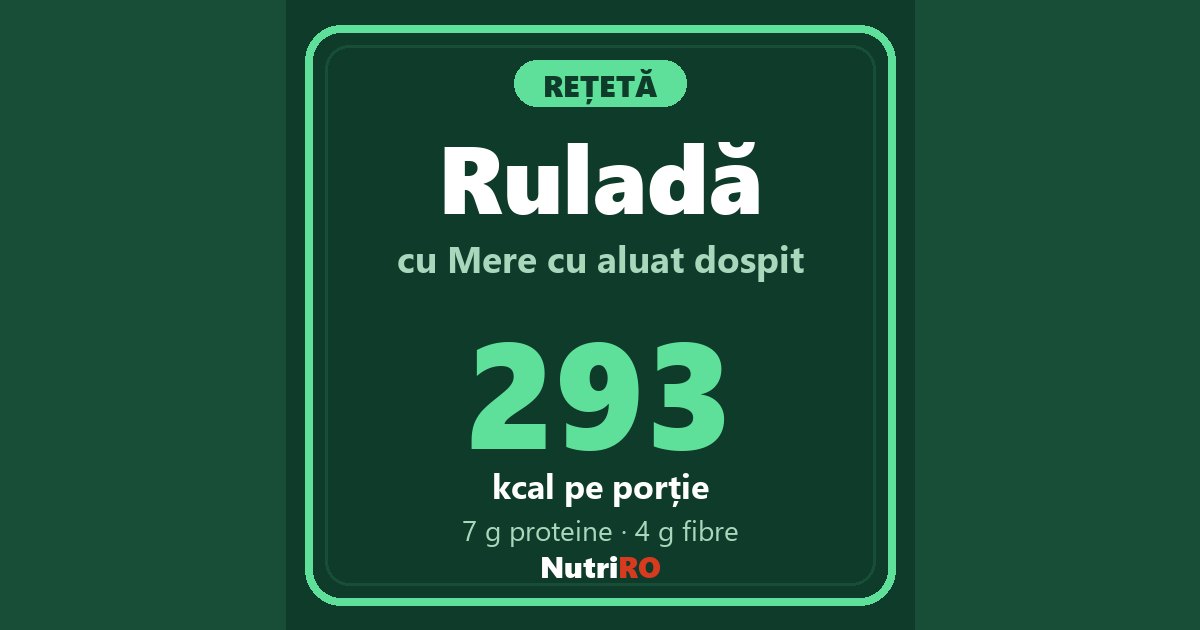 REȚETĂ
Ruladă
cu Mere cu aluat dospit
293
kcal pe porție
7 g proteine · 4 g fibre
NutriRO